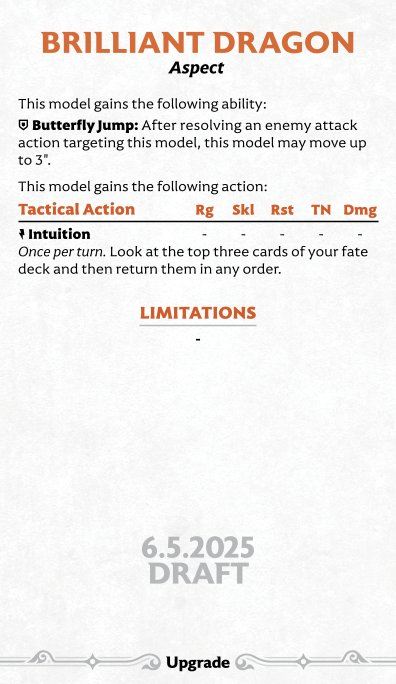 BRILLIANT DRAGON
Aspect
This model gains the following ability:
Butterfly Jump: After resolving an enemy attack
action targeting this model, this model may move up
to 3".
This model gains the following action:
Tactical Action Rg Skl Rst TN Dmg
Intuition - - - - -
Once per turn. Look at the top three cards of your fate
deck and then return them in any order.
LIMITATIONS
-
6.5.2025
DRAFT
Upgrade